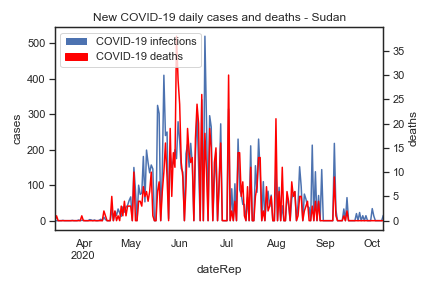 New COVID-19 daily cases and deaths - Sudan
COVID-19 infections
COVID-19 deaths
500
400
300
200
100
0
cases
35
30
25
20
15
10
5
0
deaths
Apr May Jun Jul Aug Sep Oct
2020
dateRep